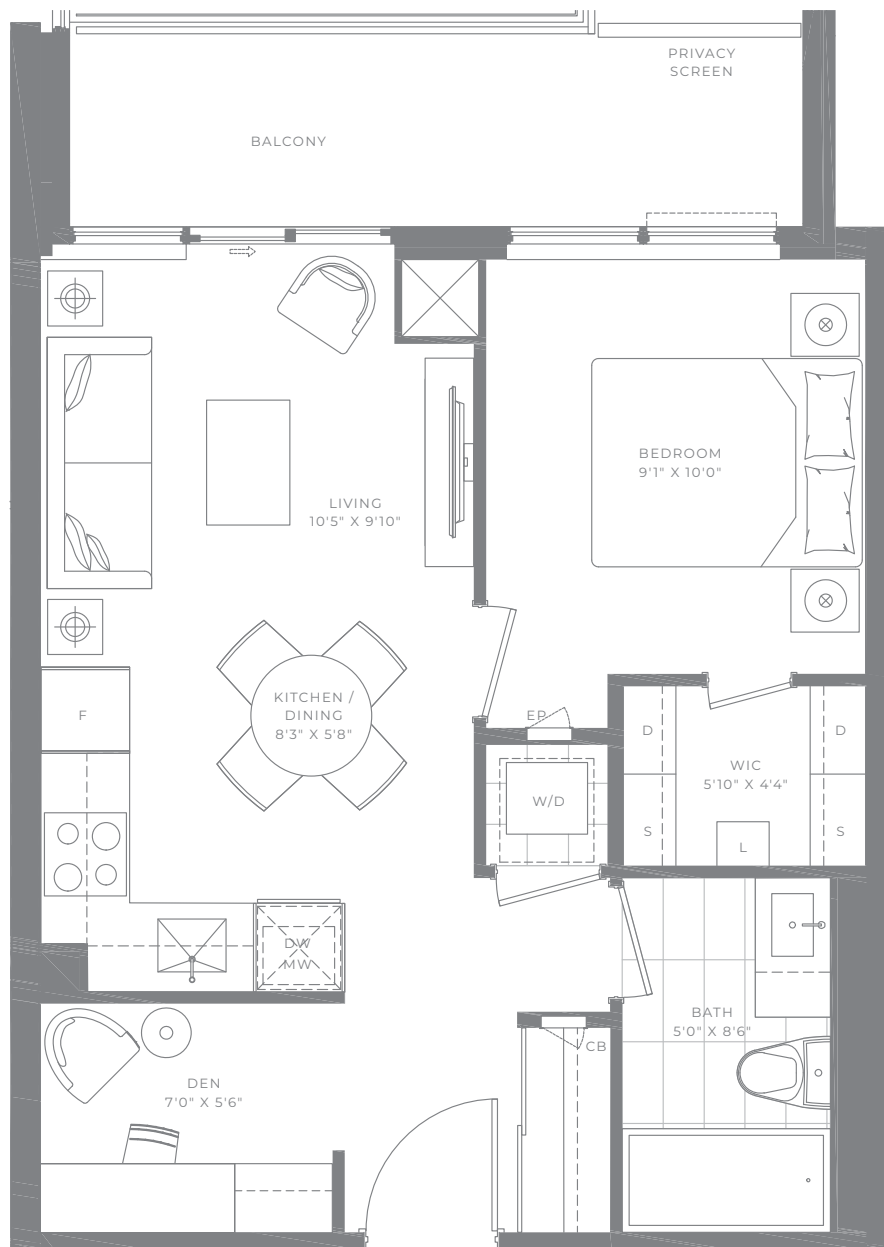 PRIVACY
SCREEN
BALCONY
BEDROOM
9'1" X 10'0"
LIVING
10'5" X 9'10"
KITCHEN /
DINING
8'3" X 5'8"
F
EP
D
D
WIC
5'10" X 4'4"
W/D
S
S
L
DW
MW
BATH
5'0" X 8'6"
CB
DEN
7'0" X 5'6"